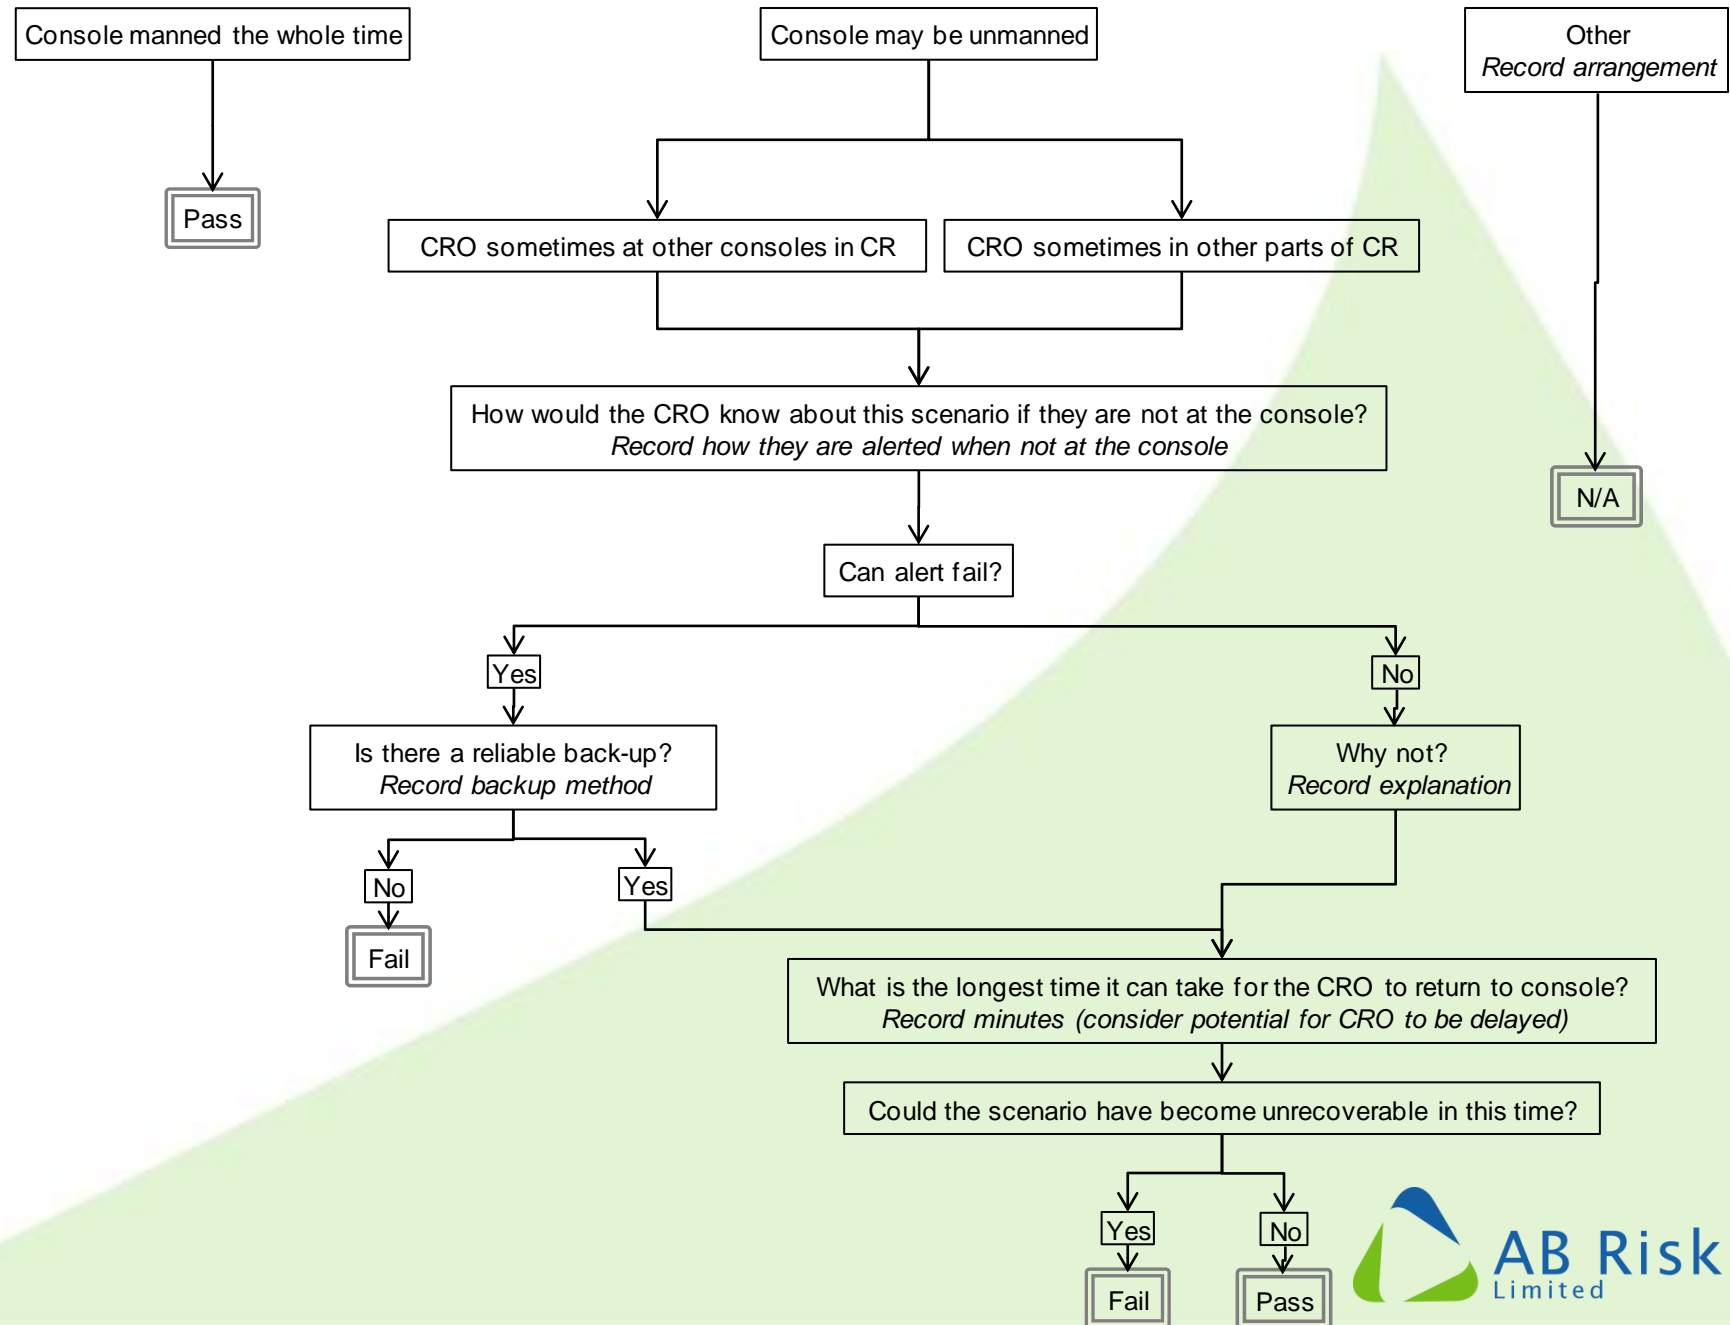 Console manned the whole time
Console may be unmanned
Other
Record arrangement
Pass
CRO sometimes at other consoles in CR
CRO sometimes in other parts of CR
How would the CRO know about this scenario if they are not at the console?
Record how they are alerted when not at the console
N/A
Can alert fail?
Yes
No
Is there a reliable back-up?
Record backup method
Why not?
Record explanation
No
Yes
Fail
What is the longest time it can take for the CRO to return to console?
Record minutes (consider potential for CRO to be delayed)
Could the scenario have become unrecoverable in this time?
Yes
No
Fail
Pass
AB Risk
Limited